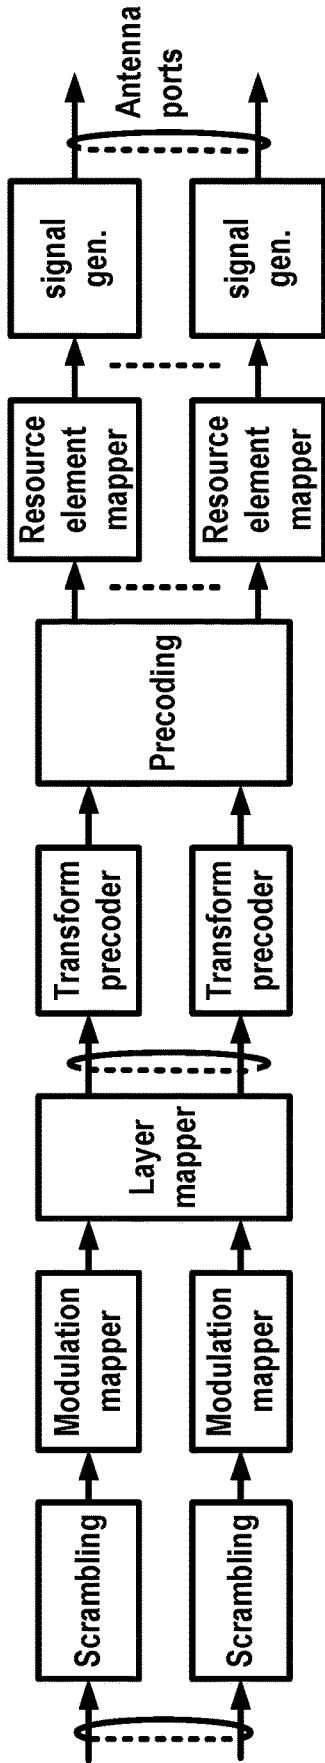 Scrambling
Modulation
mapper
Layer
mapper
Transform
precoder
Precoding
Resource
element
mapper
signal
gen.
Antenna
ports
Scrambling
Modulation
mapper
Transform
precoder
Resource
element
mapper
signal
gen.